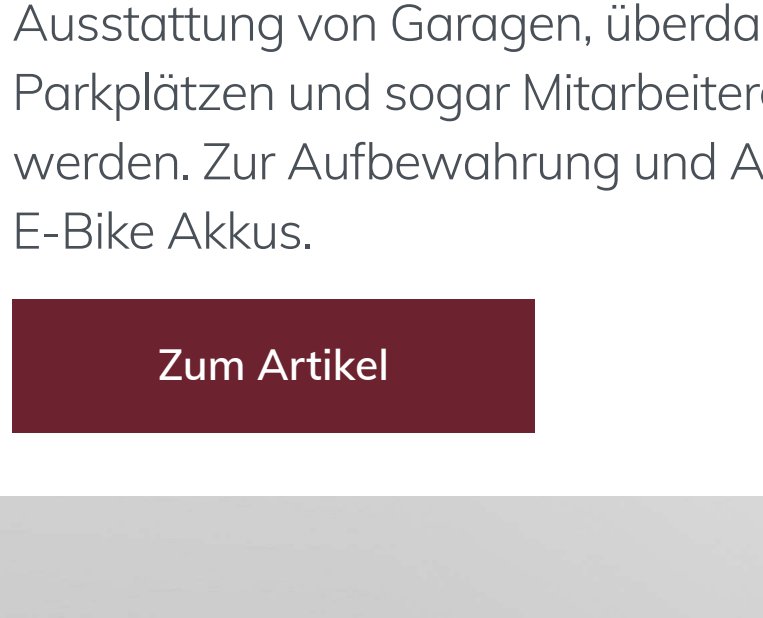 Ausstattung von Garagen, überda
Parkplätzen und sogar Mitarbeiter
werden. Zur Aufbewahrung und A
E-Bike Akkus.
Zum Artikel